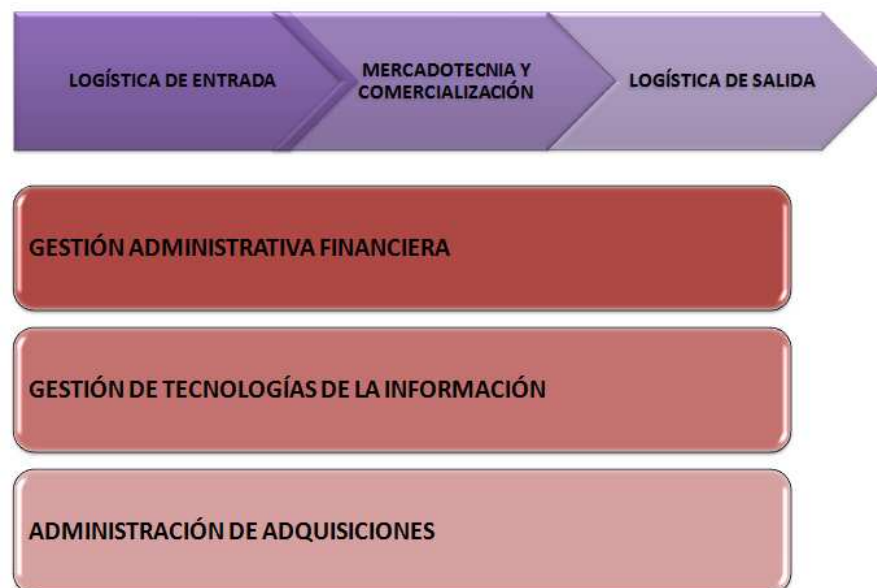 LOGÍSTICA DE ENTRADA
MERCADOTECNIA Y
COMERCIALIZACIÓN
LOGÍSTICA DE SALIDA
GESTIÓN ADMINISTRATIVA FINANCIERA
GESTIÓN DE TECNOLOGÍAS DE LA INFORMACIÓN
ADMINISTRACIÓN DE ADQUISICIONES